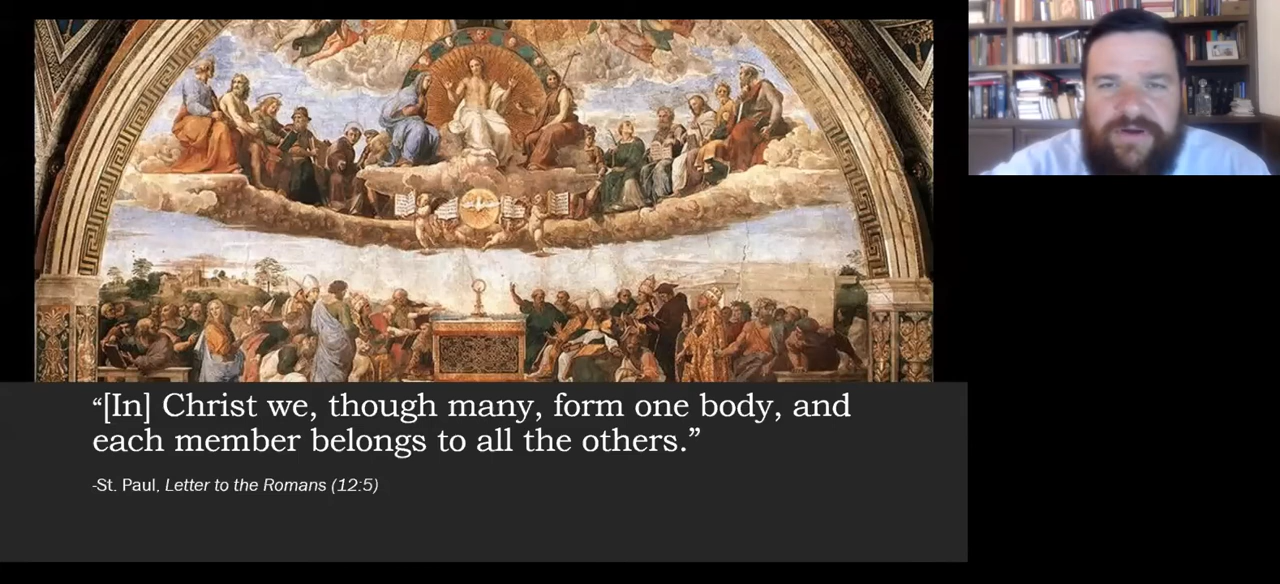 “[In] Christ we, though many, form one body, and
each member belongs to all the others.”
-St. Paul, Letter to the Romans (12:5)